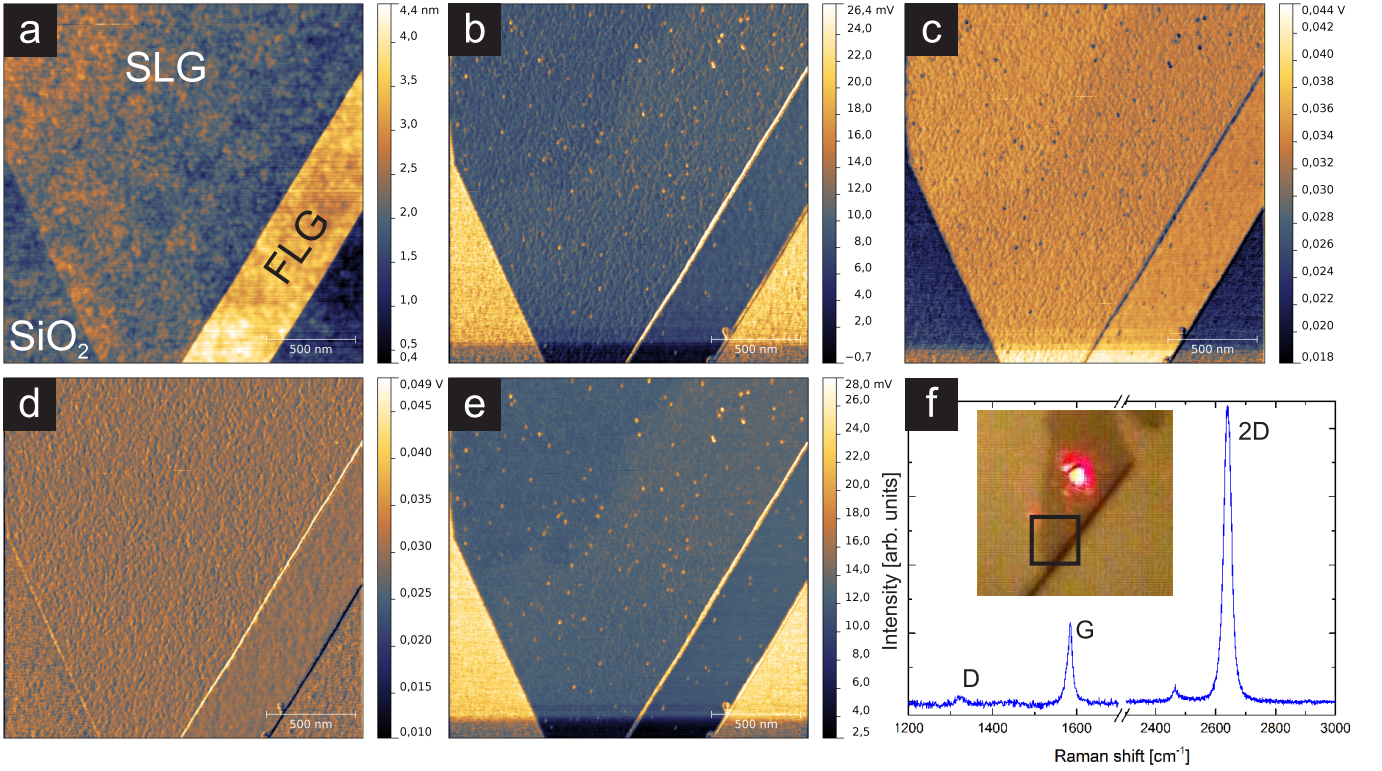 a
SLG
FLG
SiO2
500 nm
4,4 nm
4,0
3,5
3,0
2,5
2,0
1,5
1,0
0,5
0,4
b
500 nm
26,4 mV
24,0
22,0
20,0
18,0
16,0
14,0
12,0
10,0
8,0
6,0
4,0
2,0
−0,7
c
500 nm
0,044 V
0,042
0,040
0,038
0,036
0,034
0,032
0,030
0,028
0,026
0,024
0,022
0,020
0,018
d
500 nm
0,049 V
0,045
0,040
0,035
0,030
0,025
0,020
0,015
0,010
e
500 nm
28,0 mV
26,0
24,0
22,0
20,0
18,0
16,0
14,0
12,0
10,0
8,0
6,0
4,0
2,5
f
2D
G
D
Intensity [arb. units]
1200 1400 1600 2400 2600 2800 3000
Raman shift [cm-1]